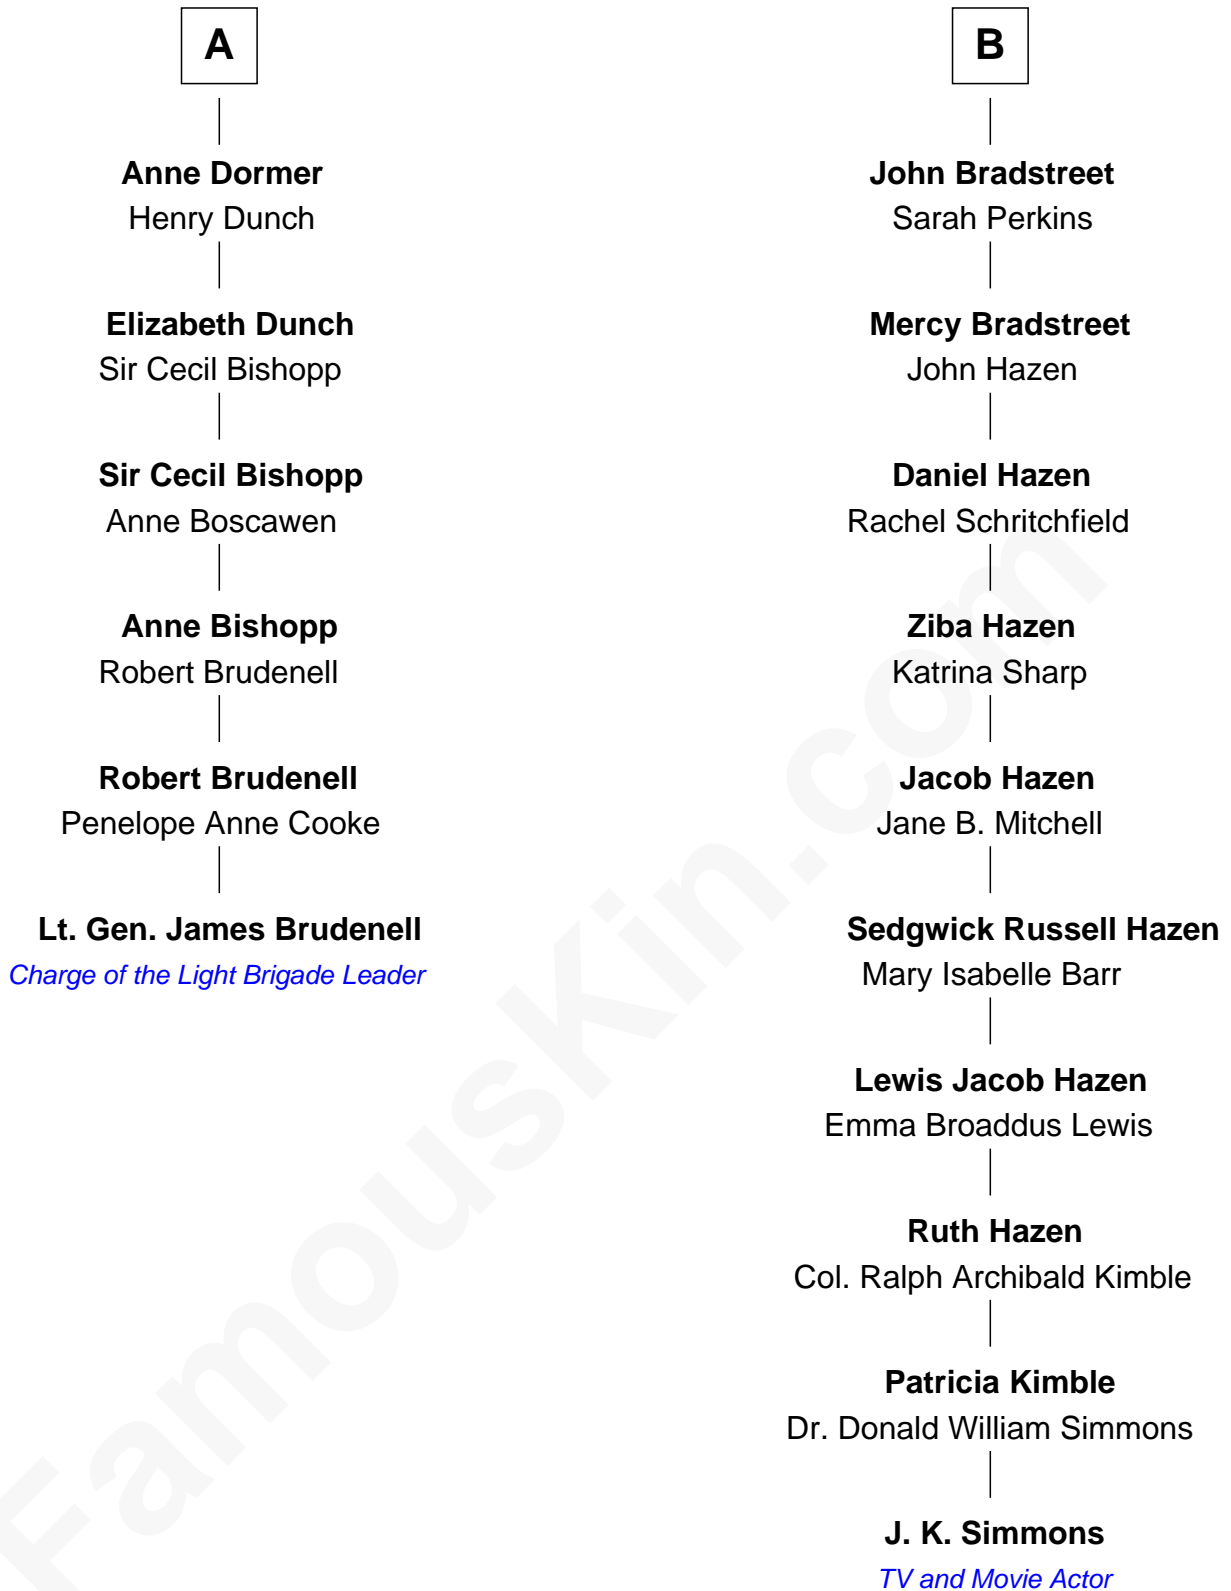 A
Anne Dormer
Henry Dunch
Elizabeth Dunch
Sir Cecil Bishopp
Sir Cecil Bishopp
Anne Boscawen
Anne Bishopp
Robert Brudenell
Robert Brudenell
Penelope Anne Cooke
Lt. Gen. James Brudenell
Charge of the Light Brigade Leader
B
John Bradstreet
Sarah Perkins
Mercy Bradstreet
John Hazen
Daniel Hazen
Rachel Schritchfield
Ziba Hazen
Katrina Sharp
Jacob Hazen
Jane B. Mitchell
Sedgwick Russell Hazen
Mary Isabelle Barr
Lewis Jacob Hazen
Emma Broaddus Lewis
Ruth Hazen
Col. Ralph Archibald Kimble
Patricia Kimble
Dr. Donald William Simmons
J. K. Simmons
TV and Movie Actor
FamousKin.com